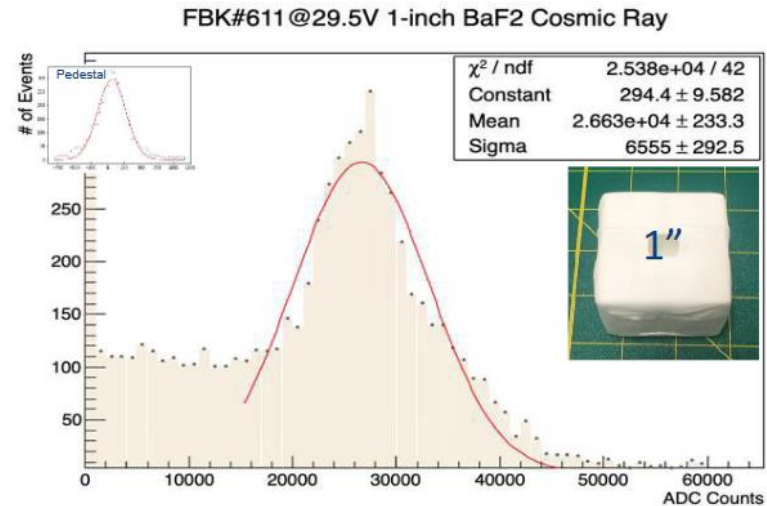 FBK#611@29.5V 1-inch BaF2 Cosmic Ray
# of Events
Pedestal
χ² / ndf 2.538e+04 / 42
Constant 294.4 ± 9.582
Mean 2.663e+04 ± 233.3
Sigma 6555 ± 292.5
1”
250
200
150
100
50
0 10000 20000 30000 40000 50000 60000
ADC Counts